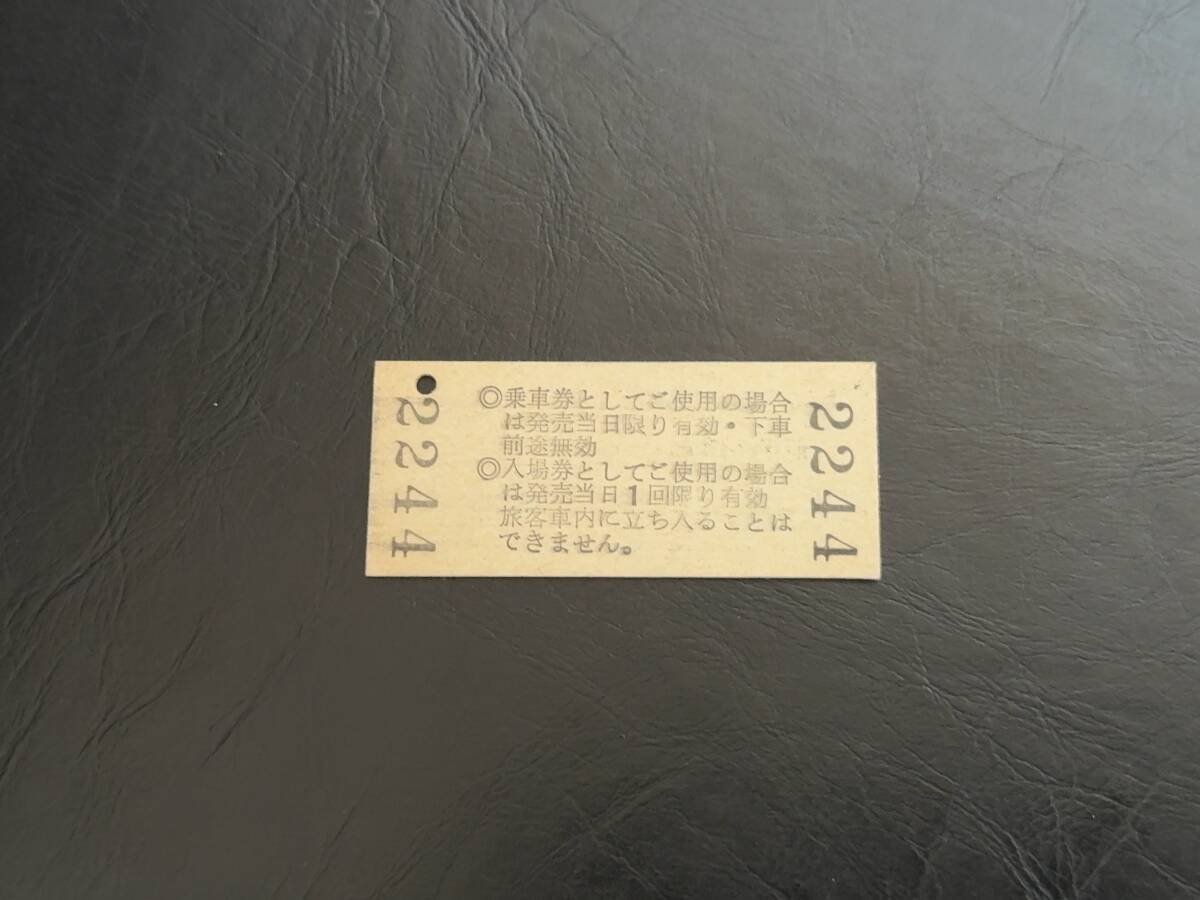 2244
◎乗車券としてご使用の場合
は発売当日限り有効・下車
前途無効
◎入場券としてご使用の場合
は発売当日1回限り有効
旅客車内に立ち入ることは
できません。
2244